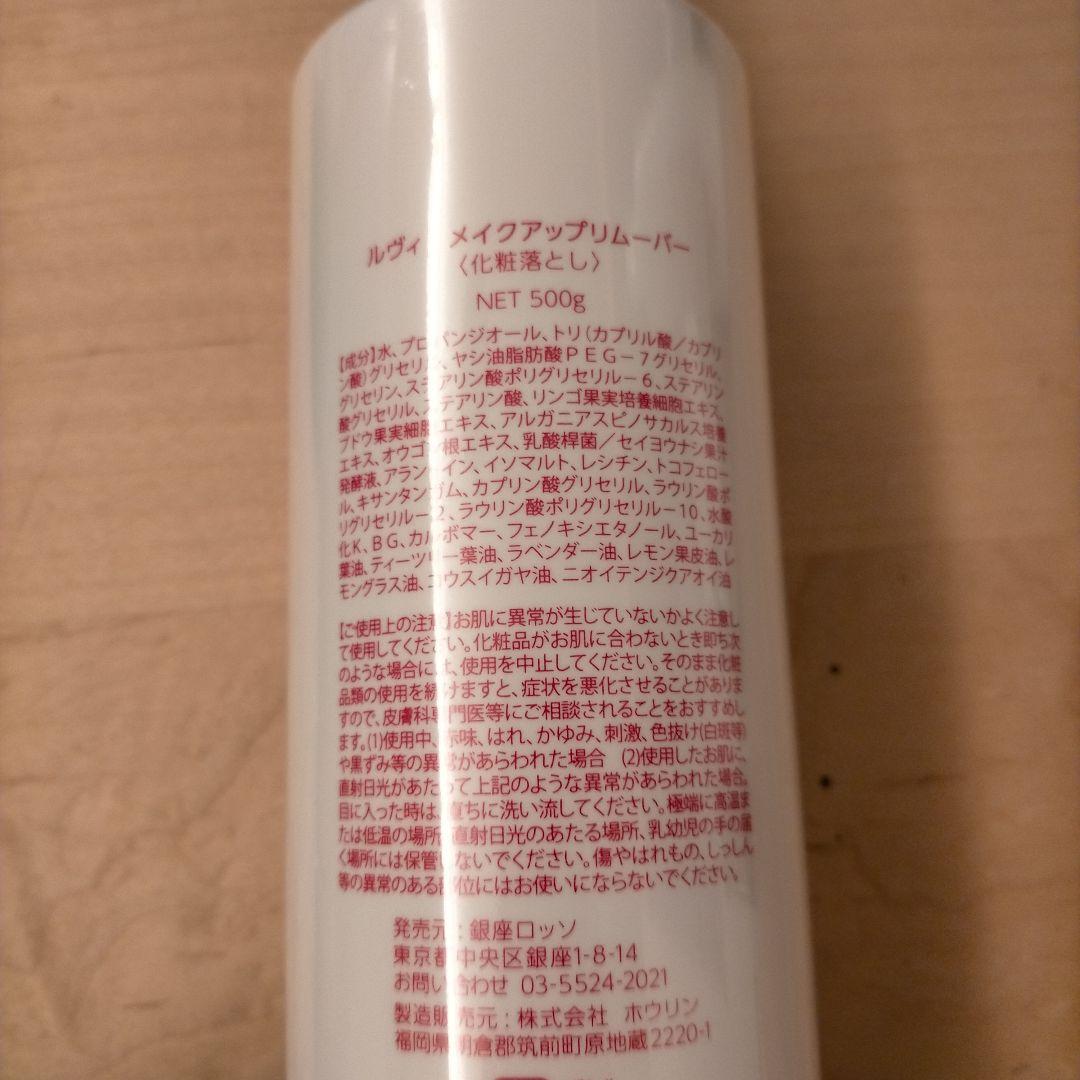 ルヴィ メイクアップリムーバー
〈化粧落とし〉
NET 500g
【成分】水、プロパンジオール、トリ(カプリル酸／カプリ
ン酸)グリセリル、ヤシ油脂肪酸PEG-7グリセリル、
グリセリン、ステアリン酸ポリグリセリル-6、ステアリン
酸グリセリル、ステアリン酸、リンゴ果実培養細胞エキス、
ブドウ果実細胞エキス、アルガニアスピノサカルス培養
エキス、オウゴン根エキス、乳酸桿菌／セイヨウナシ果汁
発酵液、アラントイン、イソマルト、レシチン、トコフェロー
ル、キサンタンガム、カプリン酸グリセリル、ラウリン酸ポ
リグリセリル-2、ラウリン酸ポリグリセリル-10、水酸
化K、BG、カルボマー、フェノキシエタノール、ユーカリ
葉油、ティーツリー葉油、ラベンダー油、レモン果皮油、レ
モングラス油、コウスイガヤ油、ニオイテンジクアオイ油
【ご使用上の注意】お肌に異常が生じていないかよく注意し
て使用してください。化粧品がお肌に合わないとき即ち次
のような場合には、使用を中止してください。そのまま化粧
品類の使用を続けますと、症状を悪化させることがありま
すので、皮膚科専門医等にご相談されることをおすすめし
ます。(1)使用中、赤味、はれ、かゆみ、刺激、色抜け(白斑等)
や黒ずみ等の異常があらわれた場合 (2)使用したお肌に、
直射日光があたって上記のような異常があらわれた場合。
目に入った時は、直ちに洗い流してください。極端に高温ま
たは低温の場所、直射日光のあたる場所、乳幼児の手の届
く場所には保管しないでください。傷やはれもの、しっしん
等の異常のある部位にはお使いにならないでください。
発売元：銀座ロッソ
東京都中央区銀座1-8-14
お問い合わせ 03-5524-2021
製造販売元：株式会社 ホウリン
福岡県朝倉郡筑前町原地蔵2220-1